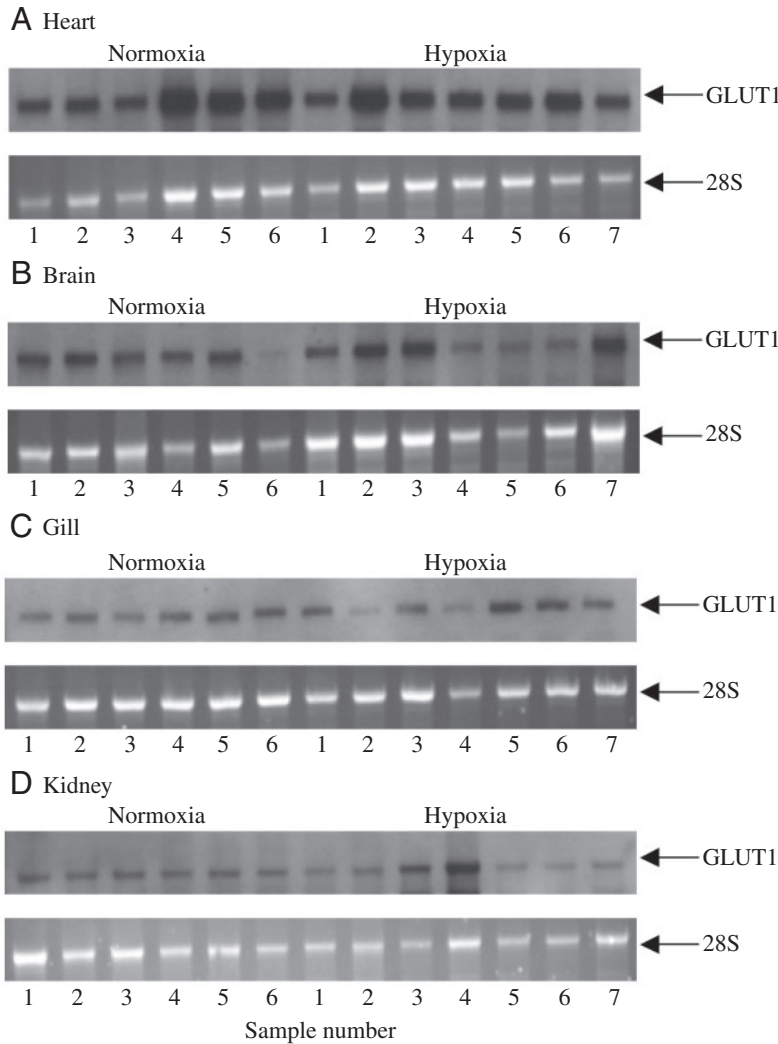 A Heart
Normoxia Hypoxia
GLUT1
28S
1 2 3 4 5 6 1 2 3 4 5 6 7
B Brain
Normoxia Hypoxia
GLUT1
28S
1 2 3 4 5 6 1 2 3 4 5 6 7
C Gill
Normoxia Hypoxia
GLUT1
28S
1 2 3 4 5 6 1 2 3 4 5 6 7
D Kidney
Normoxia Hypoxia
GLUT1
28S
1 2 3 4 5 6 1 2 3 4 5 6 7
Sample number